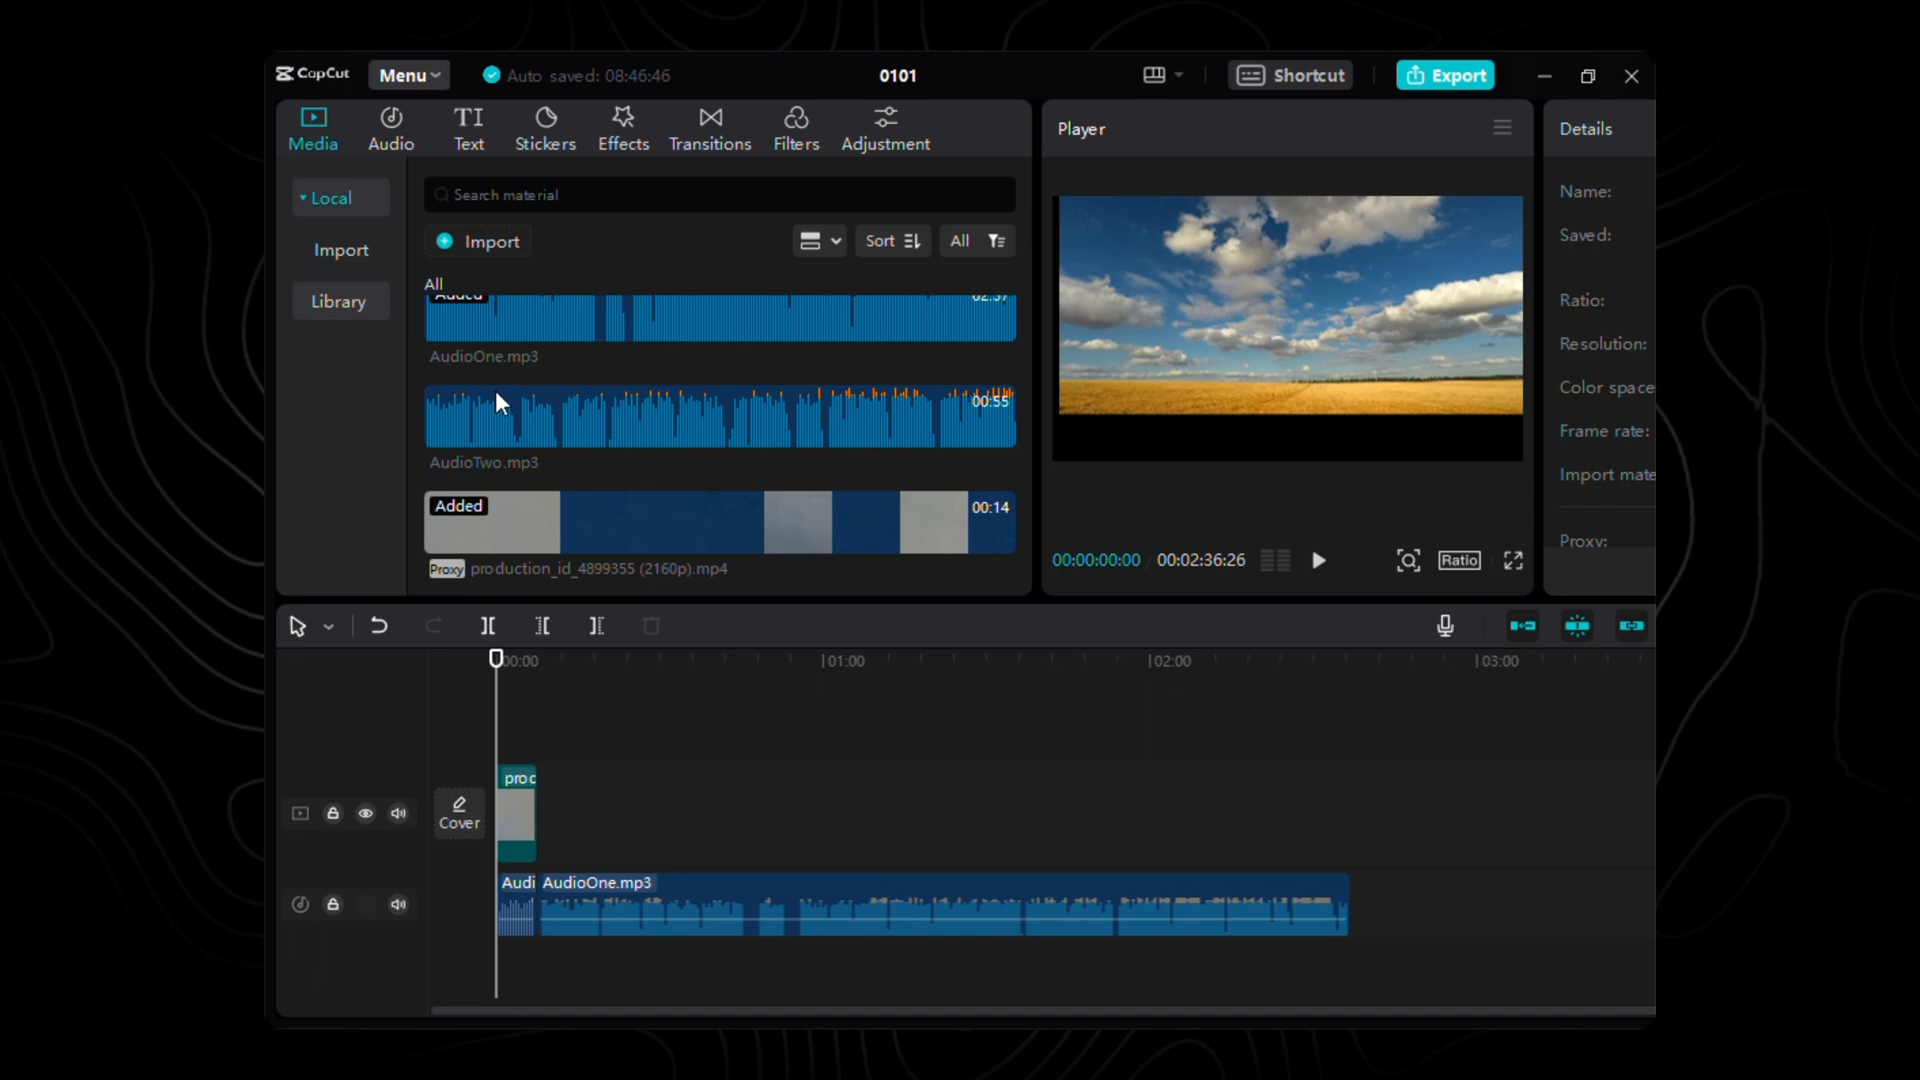 CapCut Menu Auto saved: 08:46:46 0101 Shortcut Export
Media Audio Text Stickers Effects Transitions Filters Adjustment
Player
Details
Local
Import
Library
Search material
Import Sort All
All
Added 02:37
AudioOne.mp3
00:55
AudioTwo.mp3
Added 00:14
Proxy production_id_4899355 (2160p).mp4
00:00:00:00 / 00:02:36:26 Ratio
Name:
Saved:
Ratio:
Resolution:
Color space
Frame rate:
Import mate
Proxy:
00:00 01:00 02:00 03:00
Cover
proc
Audi AudioOne.mp3